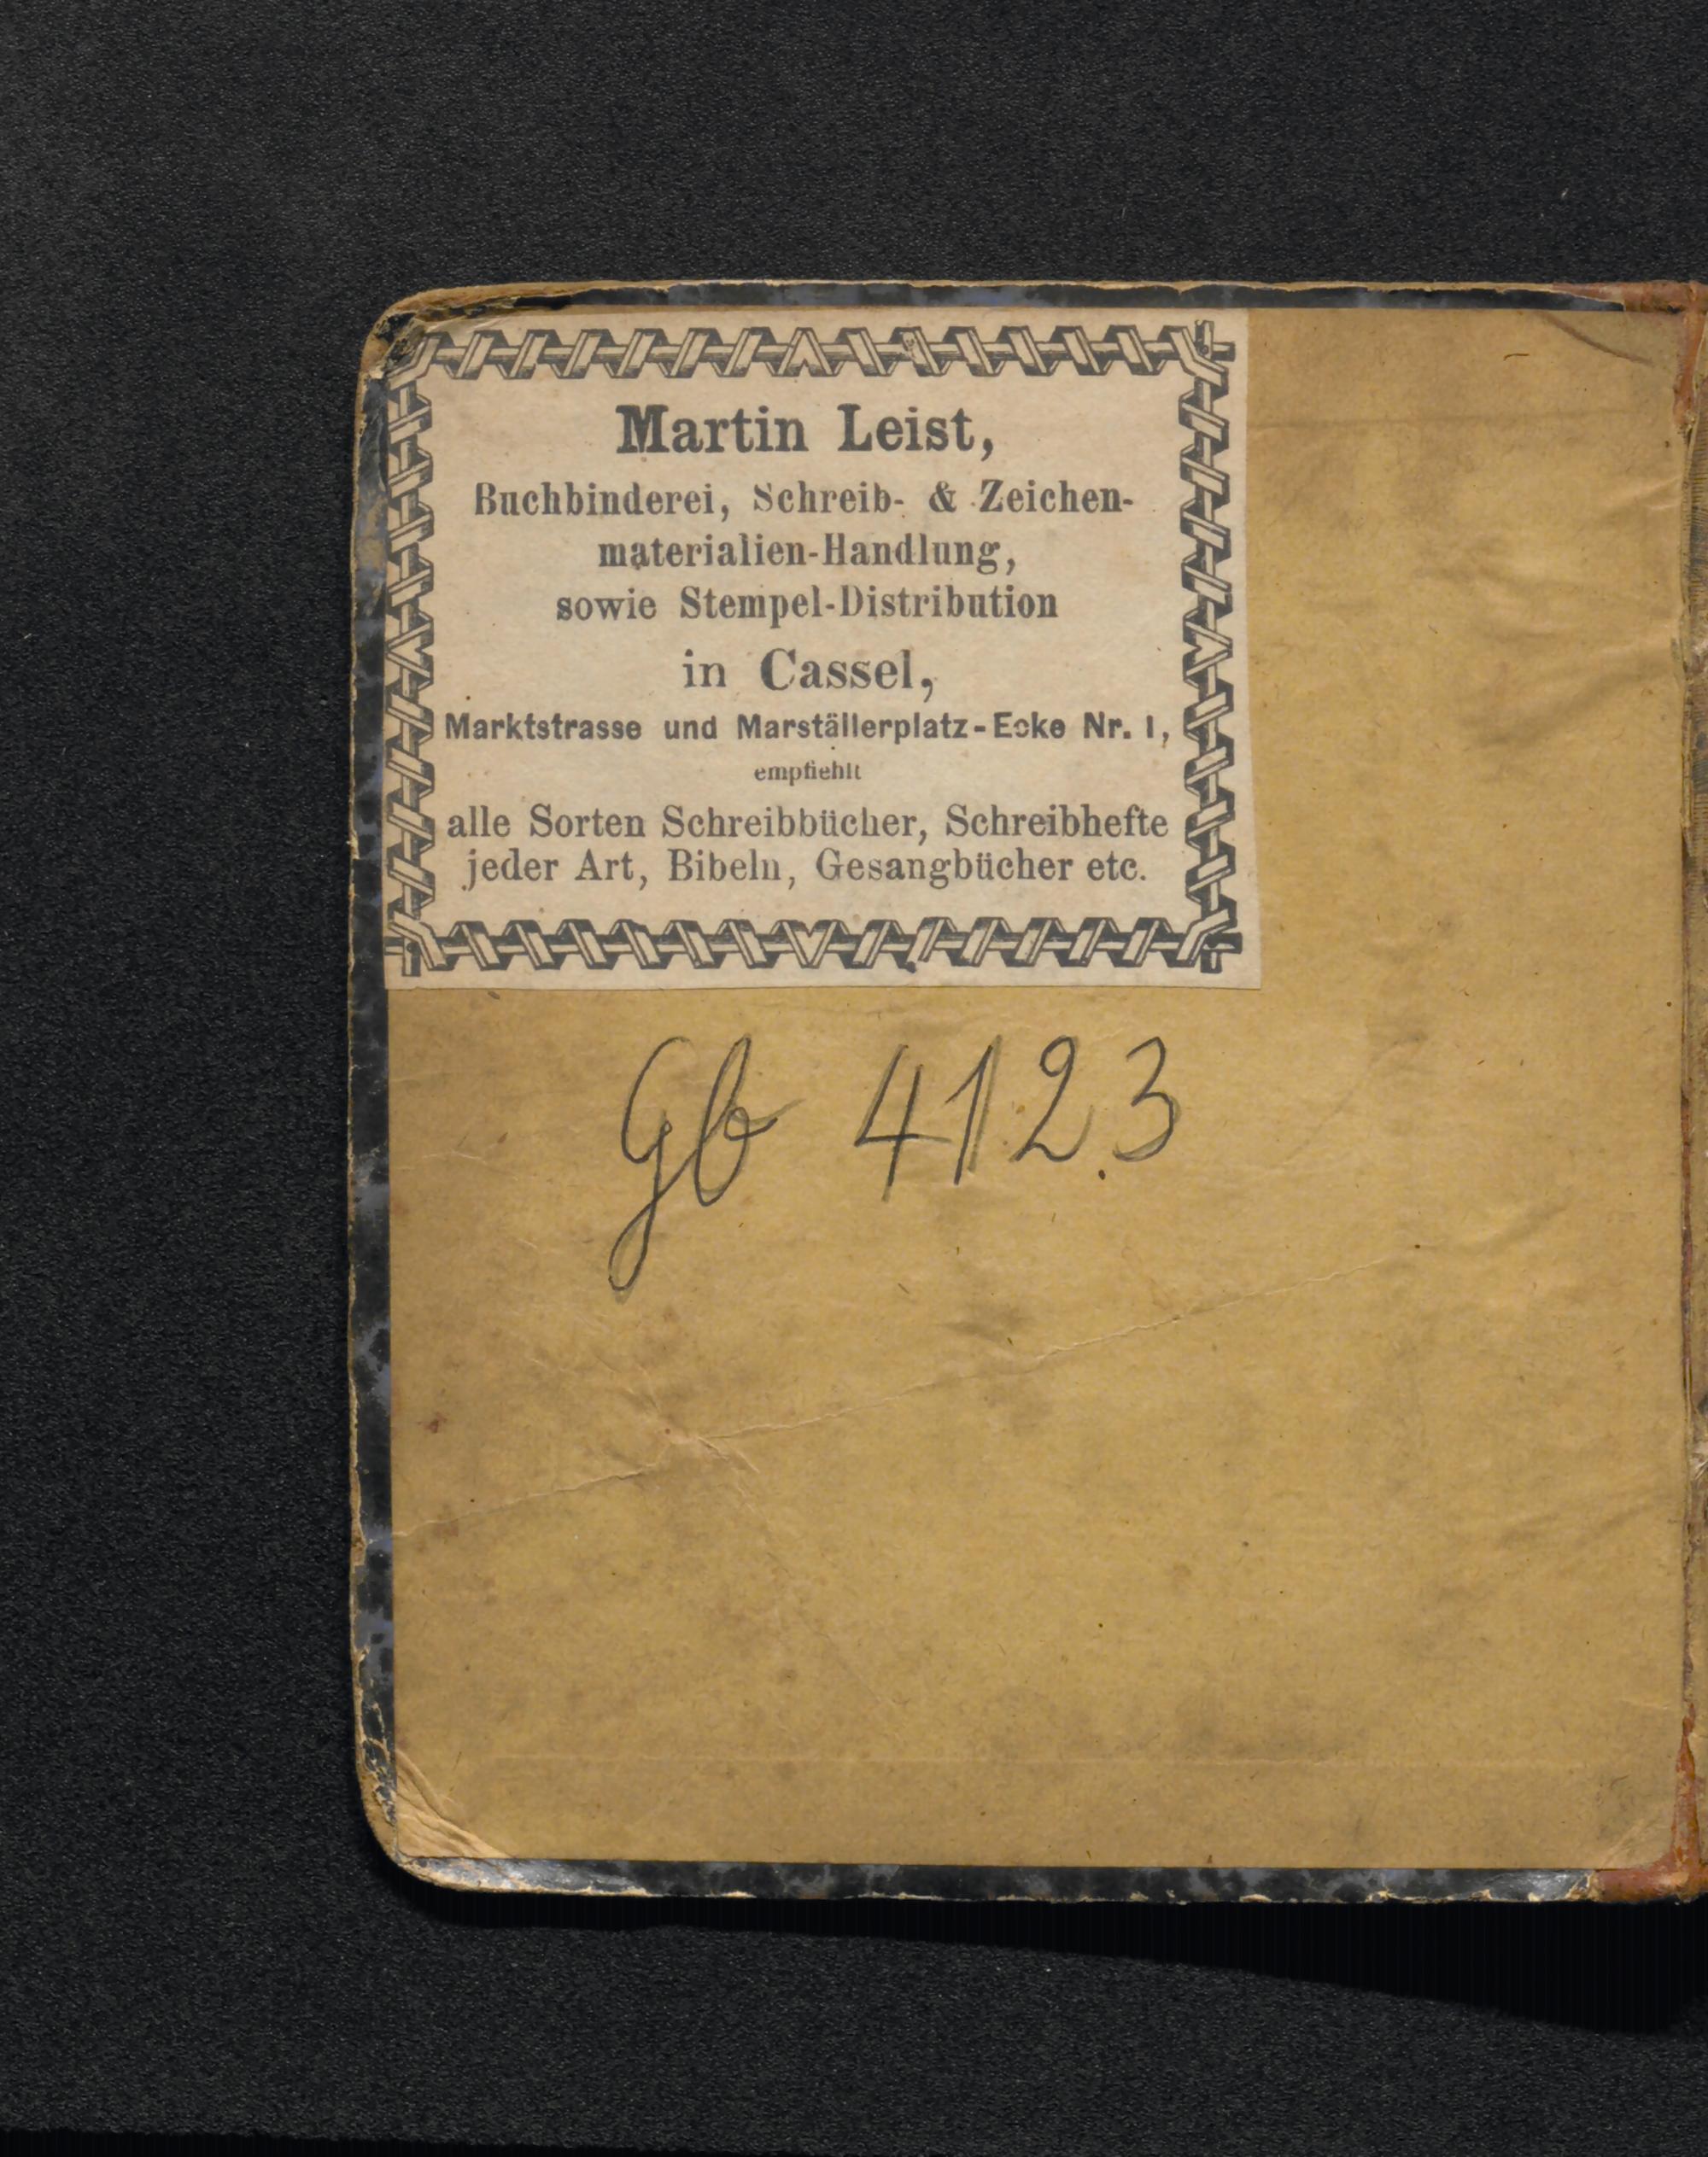 Martin Leist,
Buchbinderei, Schreib- & Zeichen-
materialien-Handlung,
sowie Stempel-Distribution
in Cassel,
Marktstrasse und Marställerplatz-Ecke Nr. 1,
empfiehlt
alle Sorten Schreibbücher, Schreibhefte
jeder Art, Bibeln, Gesangbücher etc.
Gb 4123